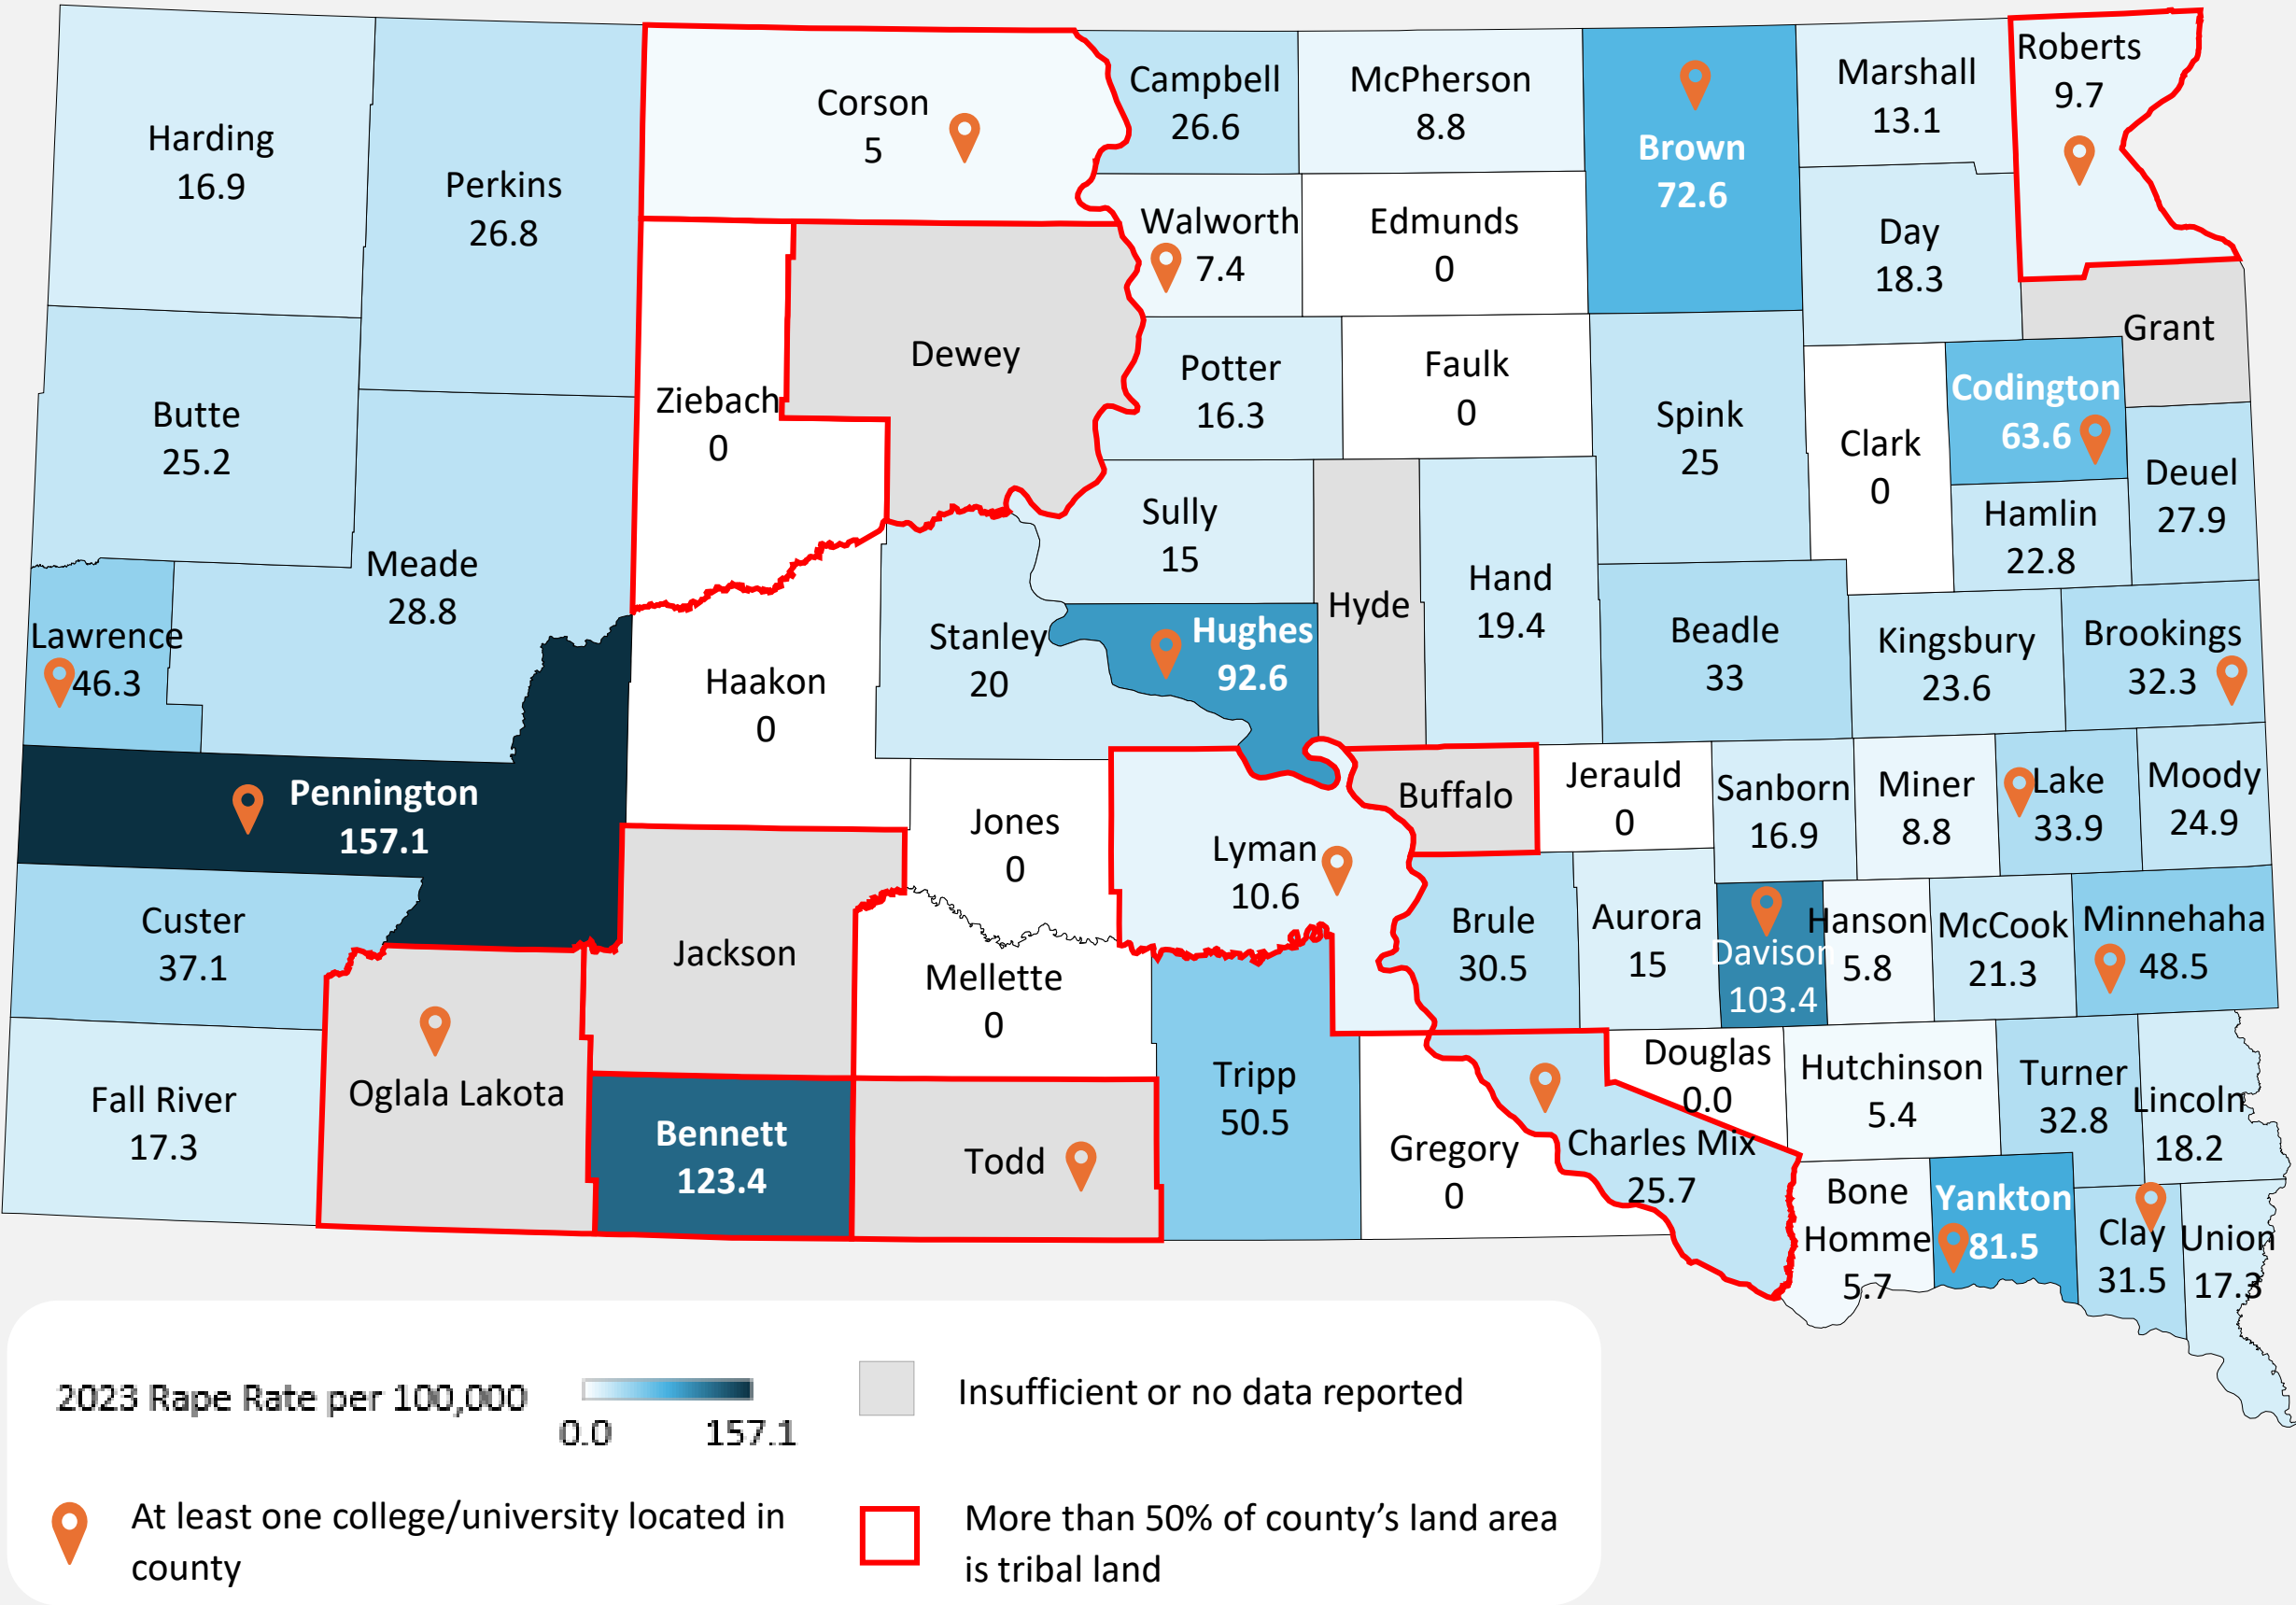 Harding
16.9
Perkins
26.8
Corson
5
Campbell
26.6
McPherson
8.8
Brown
72.6
Marshall
13.1
Roberts
9.7
Walworth
7.4
Edmunds
0
Day
18.3
Grant
Butte
25.2
Ziebach
0
Dewey
Potter
16.3
Faulk
0
Spink
25
Clark
0
Codington
63.6
Deuel
27.9
Hamlin
22.8
Meade
28.8
Lawrence
46.3
Sully
15
Hyde
Hand
19.4
Beadle
33
Kingsbury
23.6
Brookings
32.3
Haakon
0
Stanley
20
Hughes
92.6
Pennington
157.1
Jones
0
Lyman
10.6
Buffalo
Jerauld
0
Sanborn
16.9
Miner
8.8
Lake
33.9
Moody
24.9
Custer
37.1
Jackson
Mellette
0
Brule
30.5
Aurora
15
Davison
103.4
Hanson
5.8
McCook
21.3
Minnehaha
48.5
Fall River
17.3
Oglala Lakota
Bennett
123.4
Todd
Tripp
50.5
Gregory
0
Charles Mix
25.7
Douglas
0.0
Hutchinson
5.4
Turner
32.8
Lincoln
18.2
Bone
Homme
5.7
Yankton
81.5
Clay
31.5
Union
17.3
2023 Rape Rate per 100,000
0.0
157.1
Insufficient or no data reported
At least one college/university located in
county
More than 50% of county’s land area
is tribal land